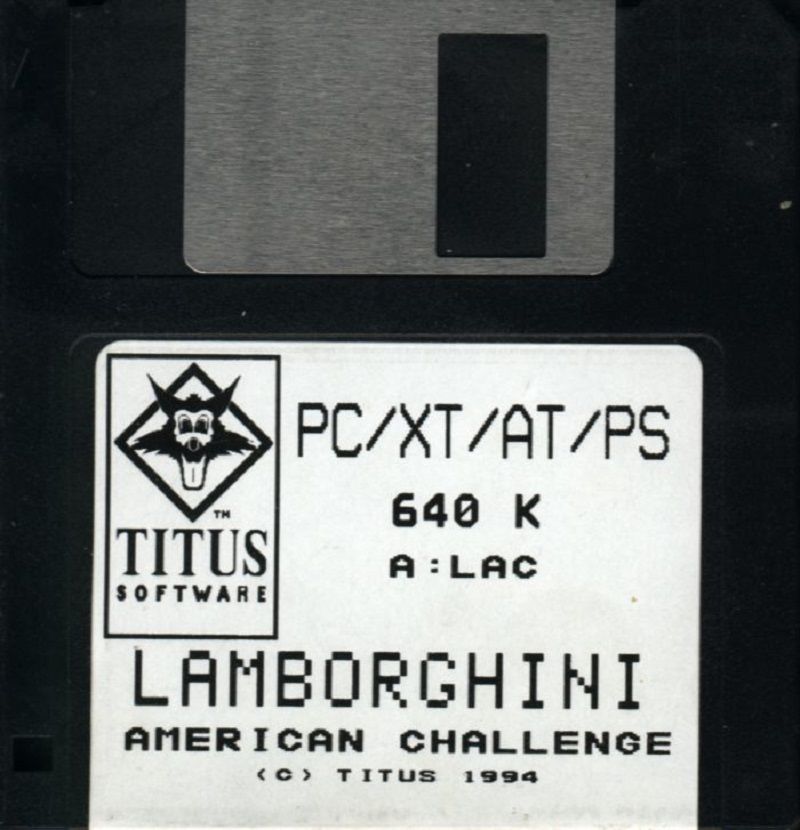 PC/XT/AT/PS
640 K
A:LAC
TM
TITUS
SOFTWARE
LAMBORGHINI
AMERICAN CHALLENGE
(C) TITUS 1994